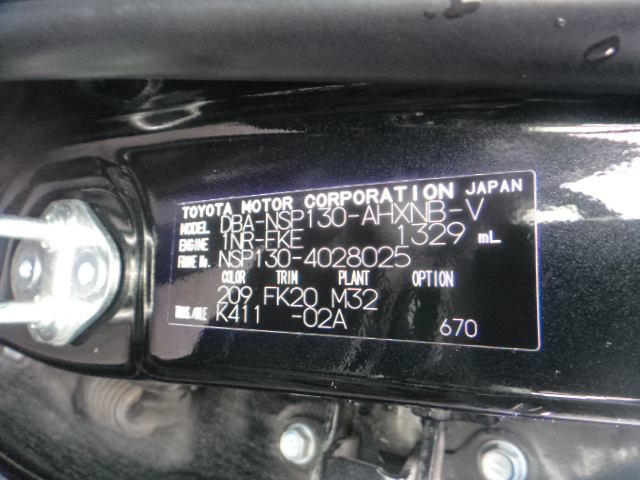 TOYOTA MOTOR CORPORATION JAPAN
MODEL DBA-NSP130-AHXNB-V
ENGINE 1NR-FKE 1329 mL
FRAME No. NSP130-4028025
COLOR TRIM PLANT OPTION
209 FK20 M32
TRANS/AXLE K411 -02A 670